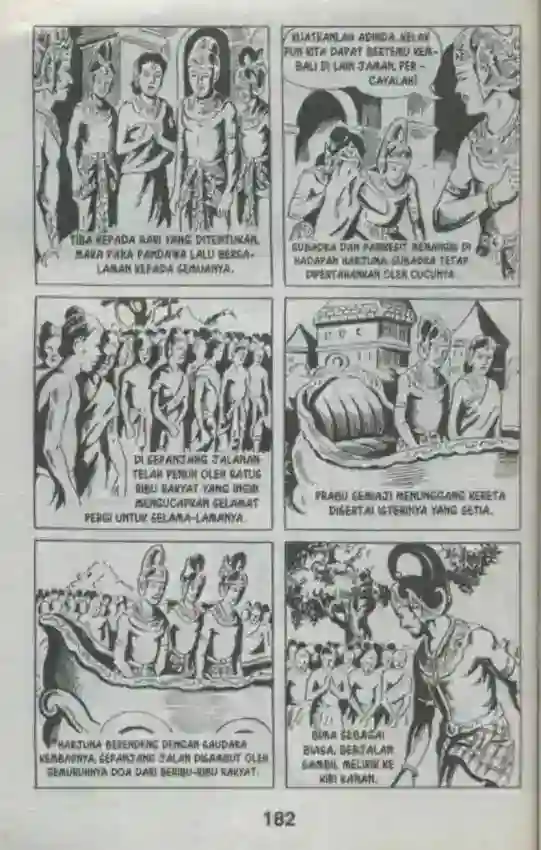 KUATKANLAH ADINDA. KELAK
PUN KITA DAPAT BERTEMU KEM-
BALI DI LAIN JAMAN. PER -
CAYALAH!
TIBA KEPADA HARI YANG DITENTUKAN,
MAKA PARA PANDAWA LALU BERSA-
LAMAN KEPADA SEMUANYA.
SUBADRA DAN PARIKESIT MENANGIS DI
HADAPAN HARJUNA. SUBADRA TETAP
DIPERTAHANKAN OLEH CUCUNYA.
DI SEPANJANG JALANAN
TELAH PENUH OLEH RATUS
RIBU RAKYAT YANG INGIN
MENGUCAPKAN SELAMAT
PERGI UNTUK SELAMA-LAMANYA.
PRABU SEMIAJI MENUNGGANG KERETA
DISERTAI ISTERINYA YANG SETIA.
HARJUNA BERENDENG DENGAN SAUDARA
KEMBARNYA, SEPANJANG JALAN DISAMBUT OLEH
GEMURUHNYA DOA DARI BERIBU-RIBU RAKYAT.
BIMA SEBAGAI
BIASA, BERJALAN
SAMBIL MELIRIK KE
KIRI KANAN.
182